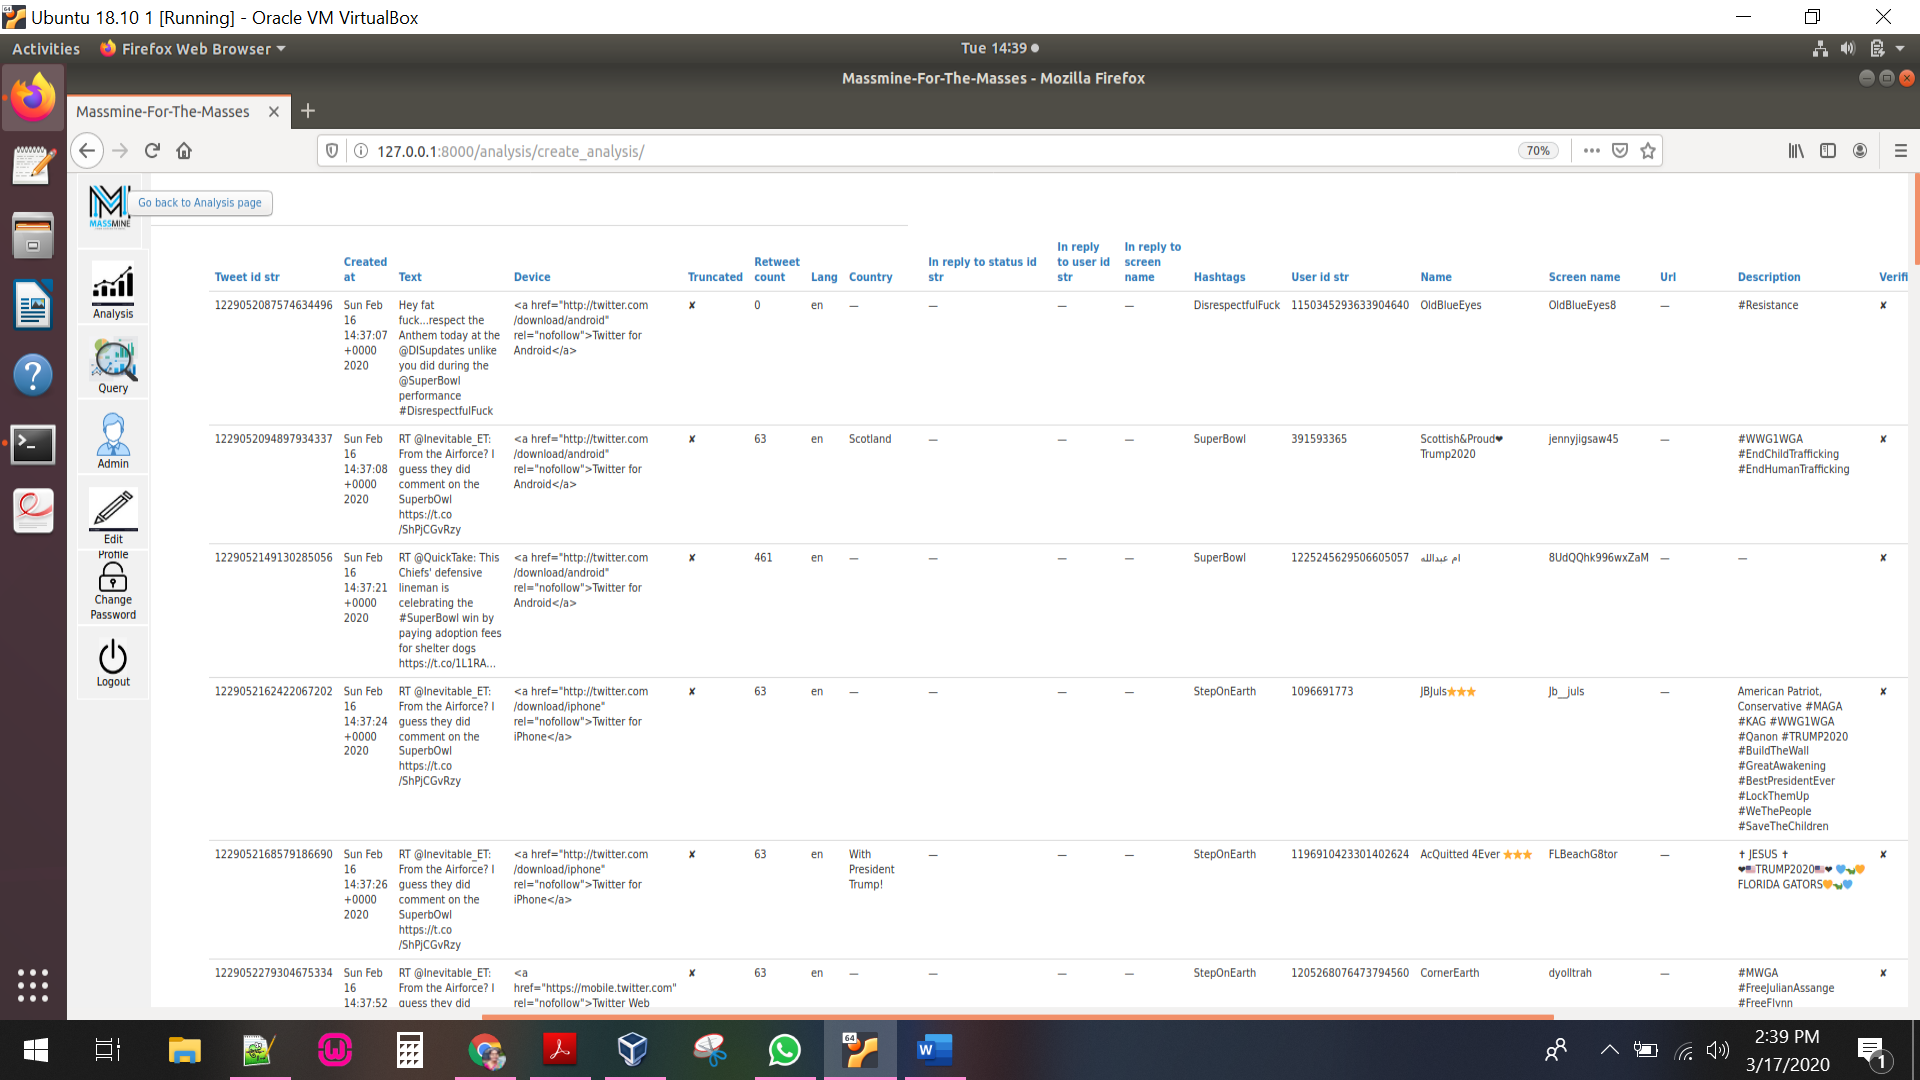 Ubuntu 18.10 1 [Running] - Oracle VM VirtualBox
Activities Firefox Web Browser Tue 14:39
Massmine-For-The-Masses - Mozilla Firefox
Massmine-For-The-Masses
127.0.0.1:8000/analysis/create_analysis/ 70%
MASSMINE
Go back to Analysis page
Analysis
Query
Admin
Edit
Profile
Change
Password
Logout
Tweet id str Created at Text Device Truncated Retweet count Lang Country In reply to status id str In reply to user id str In reply to screen name Hashtags User id str Name Screen name Url Description Verifi
1229052087574634496 Sun Feb 16 14:37:07 +0000 2020 Hey fat fuck...respect the Anthem today at the @DISupdates unlike you did during the @SuperBowl performance #DisrespectfulFuck <a href="http://twitter.com/download/android" rel="nofollow">Twitter for Android</a> ✘ 0 en — — — — DisrespectfulFuck 1150345293633904640 OldBlueEyes OldBlueEyes8 — #Resistance ✘
1229052094897934337 Sun Feb 16 14:37:08 +0000 2020 RT @Inevitable_ET: From the Airforce? I guess they did comment on the SuperbOwl https://t.co/ShPjCGvRzy <a href="http://twitter.com/download/android" rel="nofollow">Twitter for Android</a> ✘ 63 en Scotland — — — SuperBowl 391593365 Scottish&Proud❤ Trump2020 jennyjigsaw45 — #WWG1WGA #EndChildTrafficking #EndHumanTrafficking ✘
1229052149130285056 Sun Feb 16 14:37:21 +0000 2020 RT @QuickTake: This Chiefs' defensive lineman is celebrating the #SuperBowl win by paying adoption fees for shelter dogs https://t.co/1L1RA... <a href="http://twitter.com/download/android" rel="nofollow">Twitter for Android</a> ✘ 461 en — — — — SuperBowl 1225245629506605057 ام عبدالله 8UdQQhk996wxZaM — — ✘
1229052162422067202 Sun Feb 16 14:37:24 +0000 2020 RT @Inevitable_ET: From the Airforce? I guess they did comment on the SuperbOwl https://t.co/ShPjCGvRzy <a href="http://twitter.com/download/iphone" rel="nofollow">Twitter for iPhone</a> ✘ 63 en — — — — StepOnEarth 1096691773 JBJuls⭐⭐⭐ Jb__juls — American Patriot, Conservative #MAGA #KAG #WWG1WGA #Qanon #TRUMP2020 #BuildTheWall #GreatAwakening #BestPresidentEver #LockThemUp #WeThePeople #SaveTheChildren ✘
1229052168579186690 Sun Feb 16 14:37:26 +0000 2020 RT @Inevitable_ET: From the Airforce? I guess they did comment on the SuperbOwl https://t.co/ShPjCGvRzy <a href="http://twitter.com/download/iphone" rel="nofollow">Twitter for iPhone</a> ✘ 63 en With President Trump! — — — StepOnEarth 1196910423301402624 AcQuitted 4Ever ⭐⭐⭐ FLBeachG8tor — ✝ JESUS ✝ ❤🇺🇸TRUMP2020🇺🇸❤ 💙🐊🧡 FLORIDA GATORS🧡🐊💙 ✘
1229052279304675334 Sun Feb 16 14:37:52 RT @Inevitable_ET: From the Airforce? I guess they did <a href="https://mobile.twitter.com" rel="nofollow">Twitter Web ✘ 63 en — — — — StepOnEarth 1205268076473794560 CornerEarth dyolltrah — #MWGA #FreeJulianAssange #FreeFlynn ✘
64
2:39 PM
3/17/2020
1